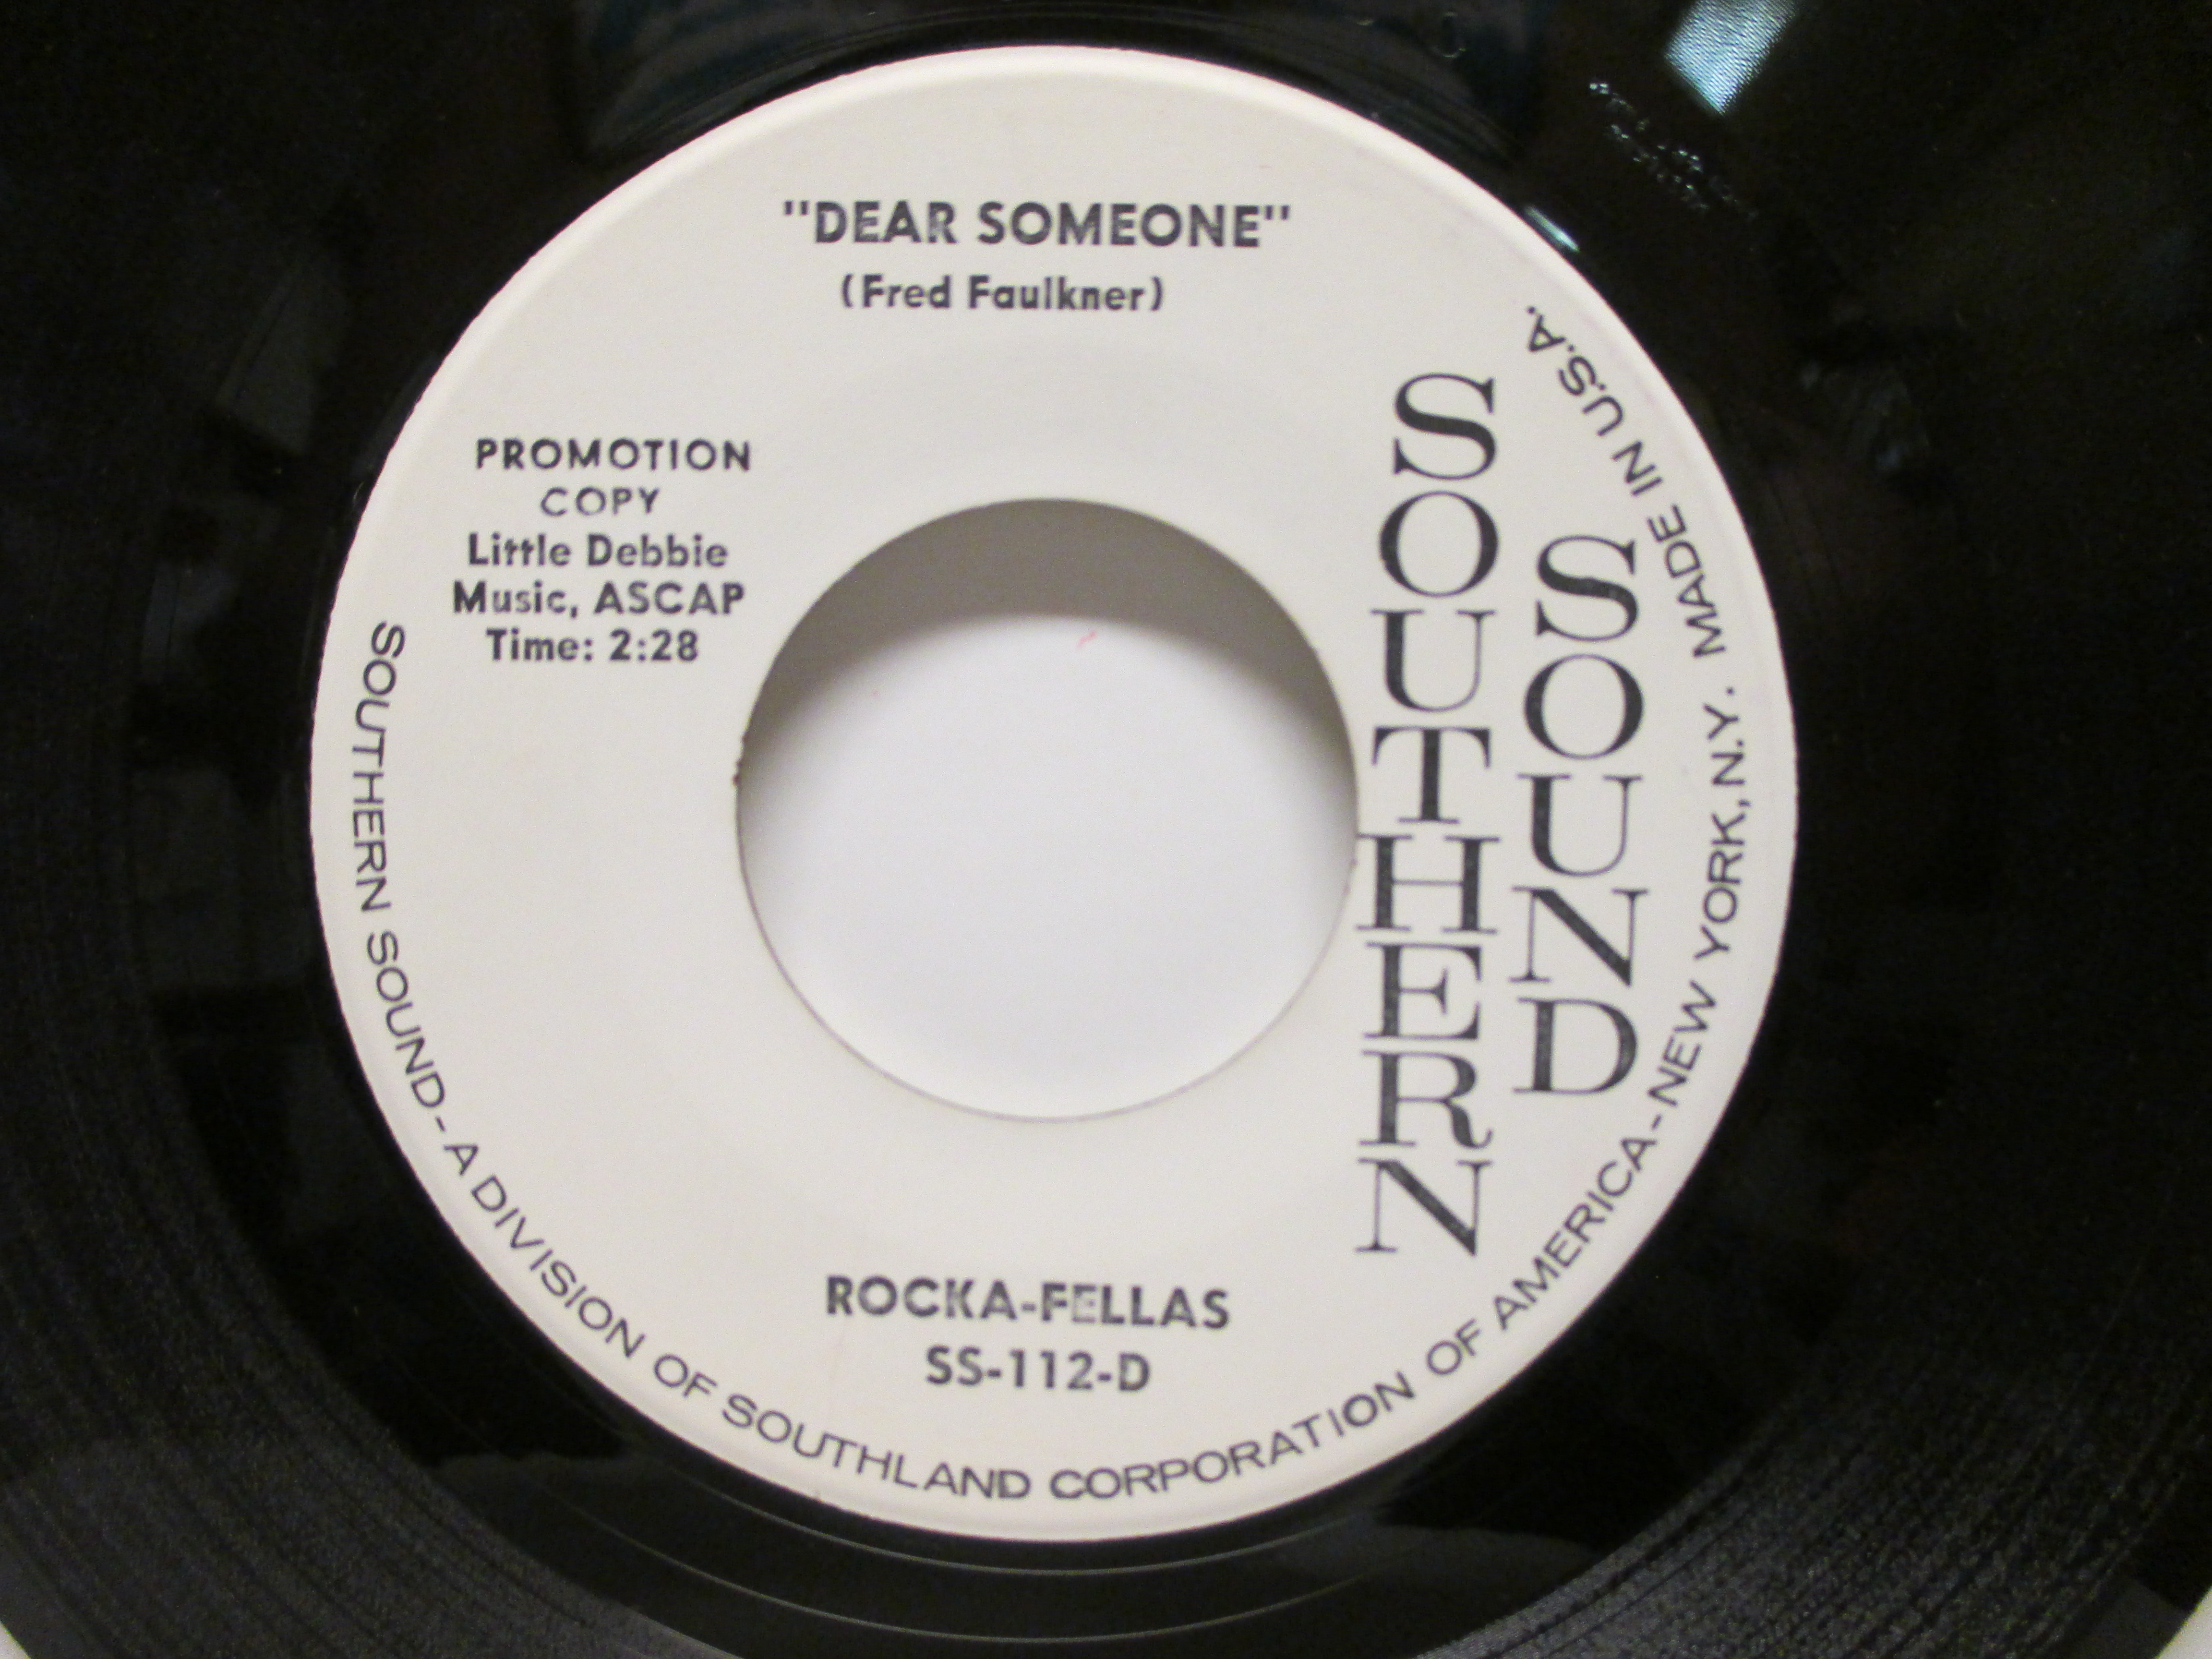 "DEAR SOMEONE"
(Fred Faulkner)
PROMOTION
COPY
Little Debbie
Music, ASCAP
Time: 2:28
SOUTHERN
SOUND
ROCKA-FELLAS
SS-112-D
SOUTHERN SOUND-A DIVISION OF SOUTHLAND CORPORATION OF AMERICA-NEW YORK, N.Y. MADE IN U.S.A.